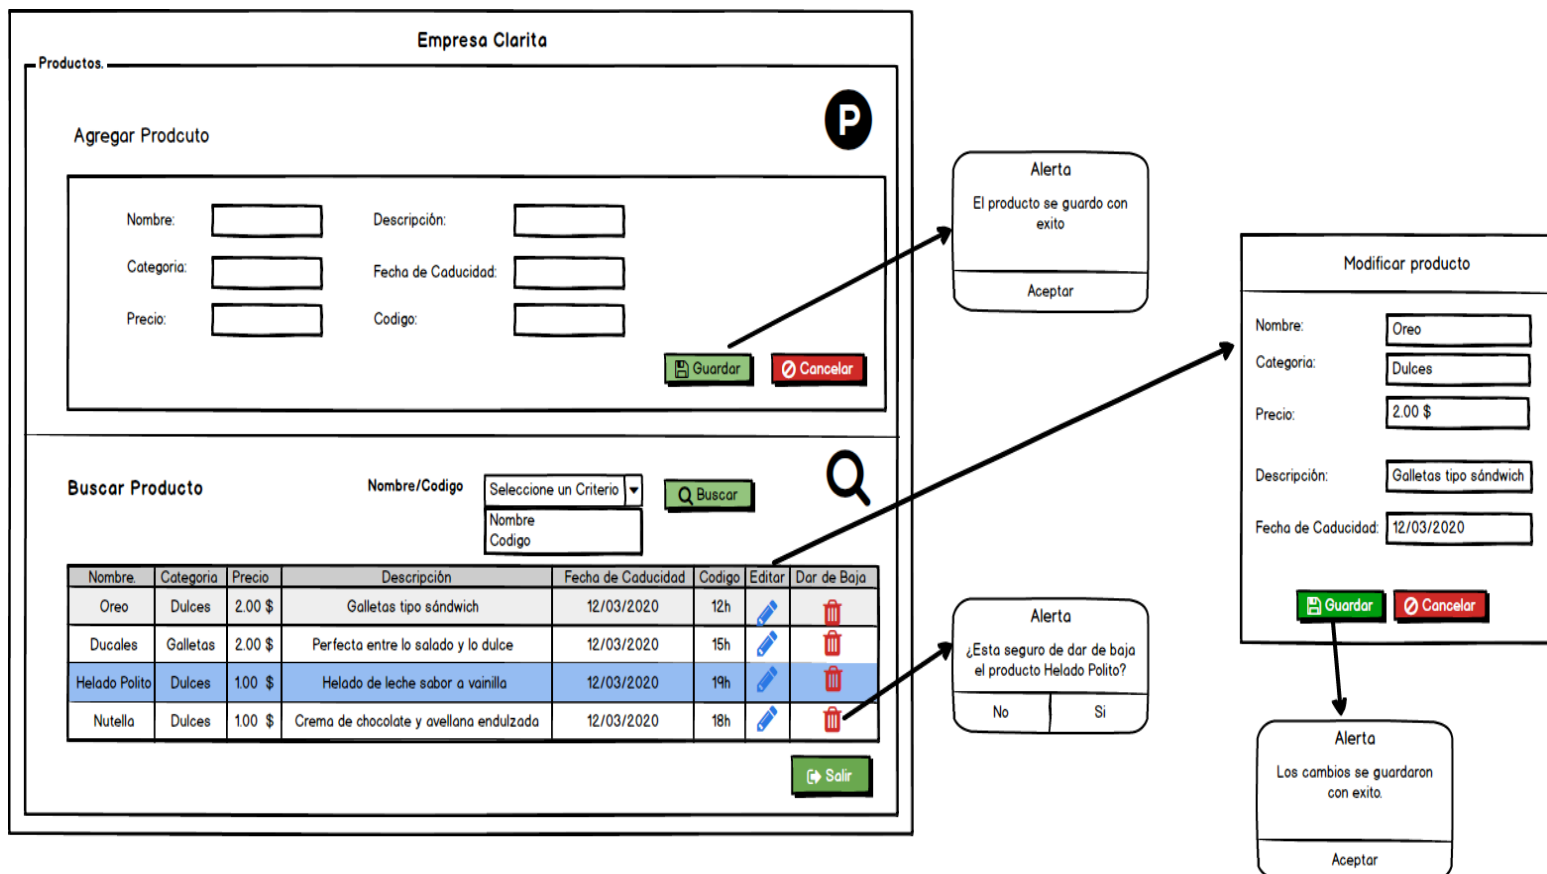 Empresa Clarita
Productos.
P
Agregar Prodcuto
Nombre:
Descripción:
Categoria:
Fecha de Caducidad:
Precio:
Codigo:
Guardar
Cancelar
Buscar Producto
Nombre/Codigo
Seleccione un Criterio
Buscar
Nombre
Codigo
Nombre. Categoria Precio Descripción Fecha de Caducidad Codigo Editar Dar de Baja
Oreo Dulces 2.00 $ Galletas tipo sándwich 12/03/2020 12h
Ducales Galletas 2.00 $ Perfecta entre lo salado y lo dulce 12/03/2020 15h
Helado Polito Dulces 1.00 $ Helado de leche sabor a vainilla 12/03/2020 19h
Nutella Dulces 1.00 $ Crema de chocolate y avellana endulzada 12/03/2020 18h
Salir
Alerta
El producto se guardo con
exito
Aceptar
Alerta
¿Esta seguro de dar de baja
el producto Helado Polito?
No
Si
Modificar producto
Nombre: Oreo
Categoria: Dulces
Precio: 2.00 $
Descripción: Galletas tipo sándwich
Fecha de Caducidad: 12/03/2020
Guardar
Cancelar
Alerta
Los cambios se guardaron
con exito.
Aceptar